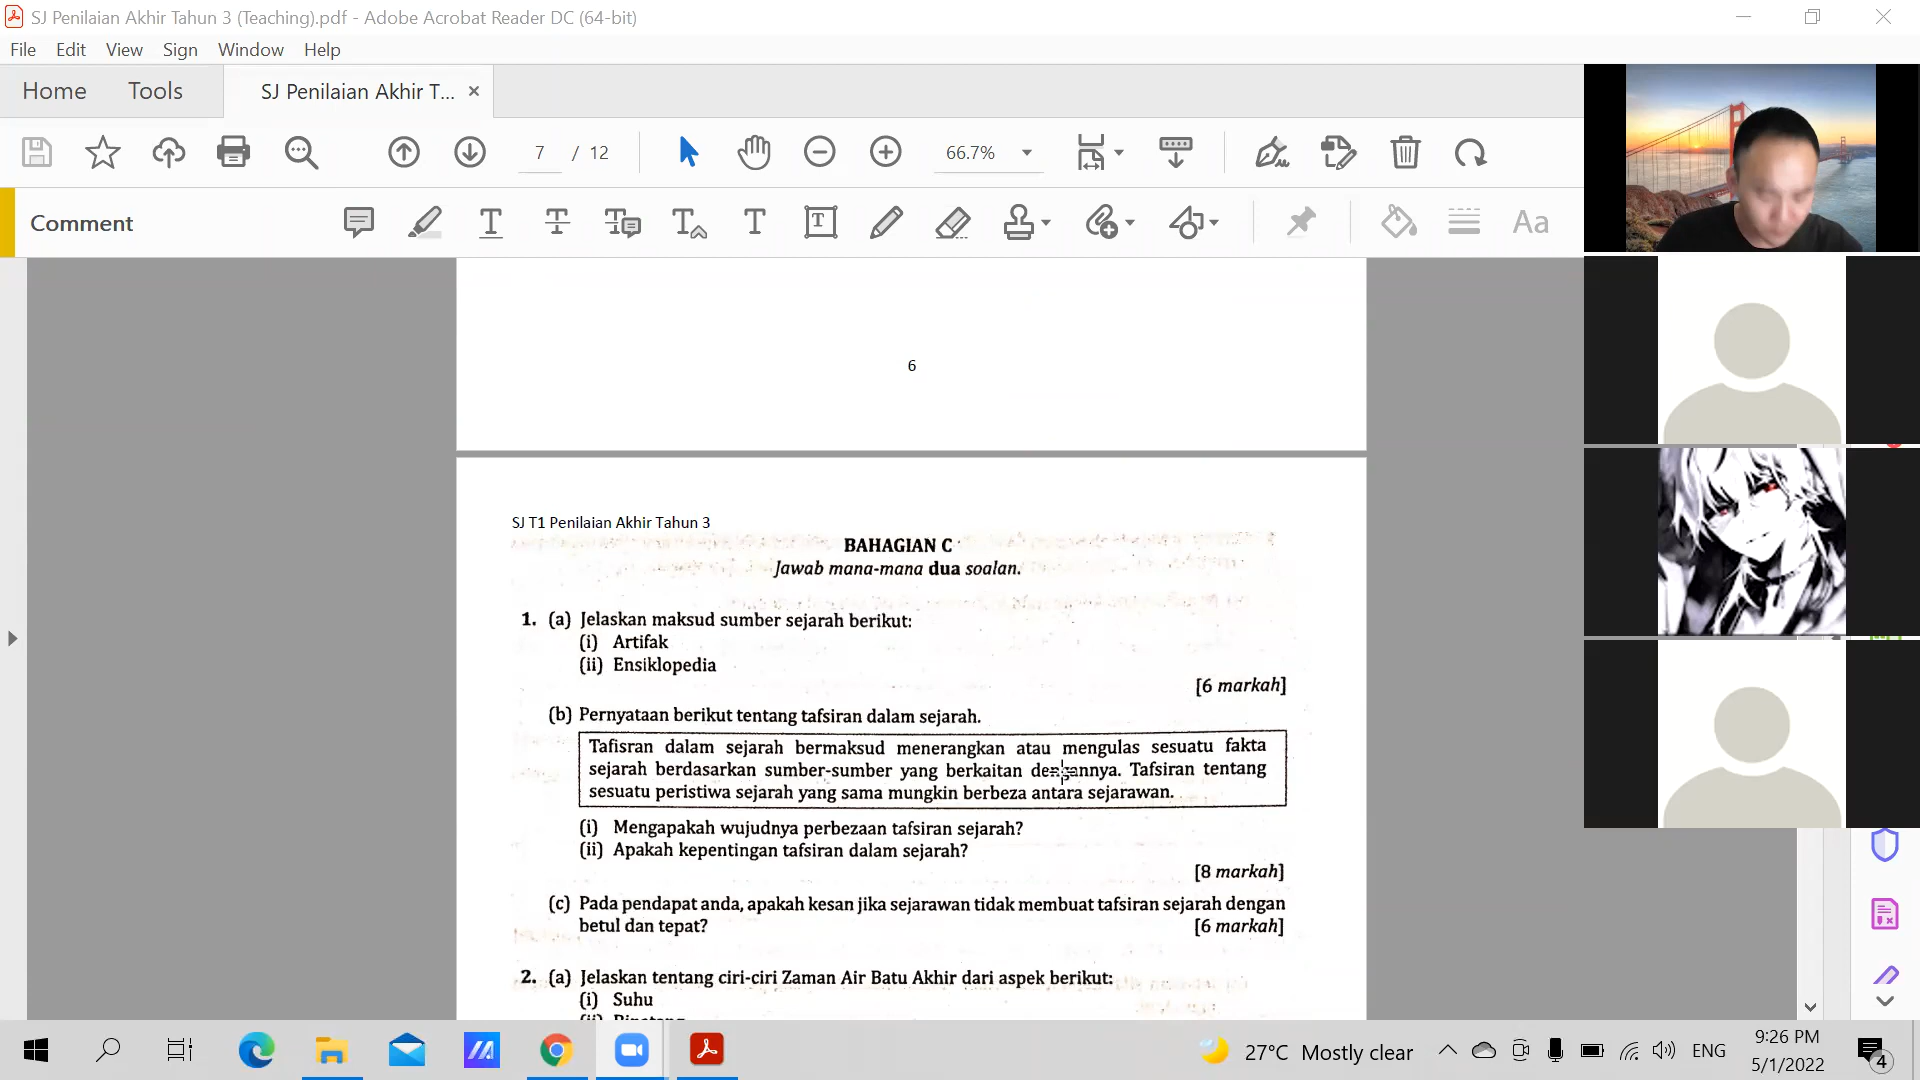 SJ Penilaian Akhir Tahun 3 (Teaching).pdf - Adobe Acrobat Reader DC (64-bit)
File Edit View Sign Window Help
Home Tools SJ Penilaian Akhir T... ×
7 / 12 66.7%
Comment Aa
6
SJ T1 Penilaian Akhir Tahun 3
BAHAGIAN C
Jawab mana-mana dua soalan.
1. (a) Jelaskan maksud sumber sejarah berikut:
(i) Artifak
(ii) Ensiklopedia
[6 markah]
(b) Pernyataan berikut tentang tafsiran dalam sejarah.
Tafisran dalam sejarah bermaksud menerangkan atau mengulas sesuatu fakta
sejarah berdasarkan sumber-sumber yang berkaitan dengannya. Tafsiran tentang
sesuatu peristiwa sejarah yang sama mungkin berbeza antara sejarawan.
(i) Mengapakah wujudnya perbezaan tafsiran sejarah?
(ii) Apakah kepentingan tafsiran dalam sejarah?
[8 markah]
(c) Pada pendapat anda, apakah kesan jika sejarawan tidak membuat tafsiran sejarah dengan
betul dan tepat? [6 markah]
2. (a) Jelaskan tentang ciri-ciri Zaman Air Batu Akhir dari aspek berikut:
(i) Suhu
27°C Mostly clear ENG
9:26 PM
5/1/2022
4